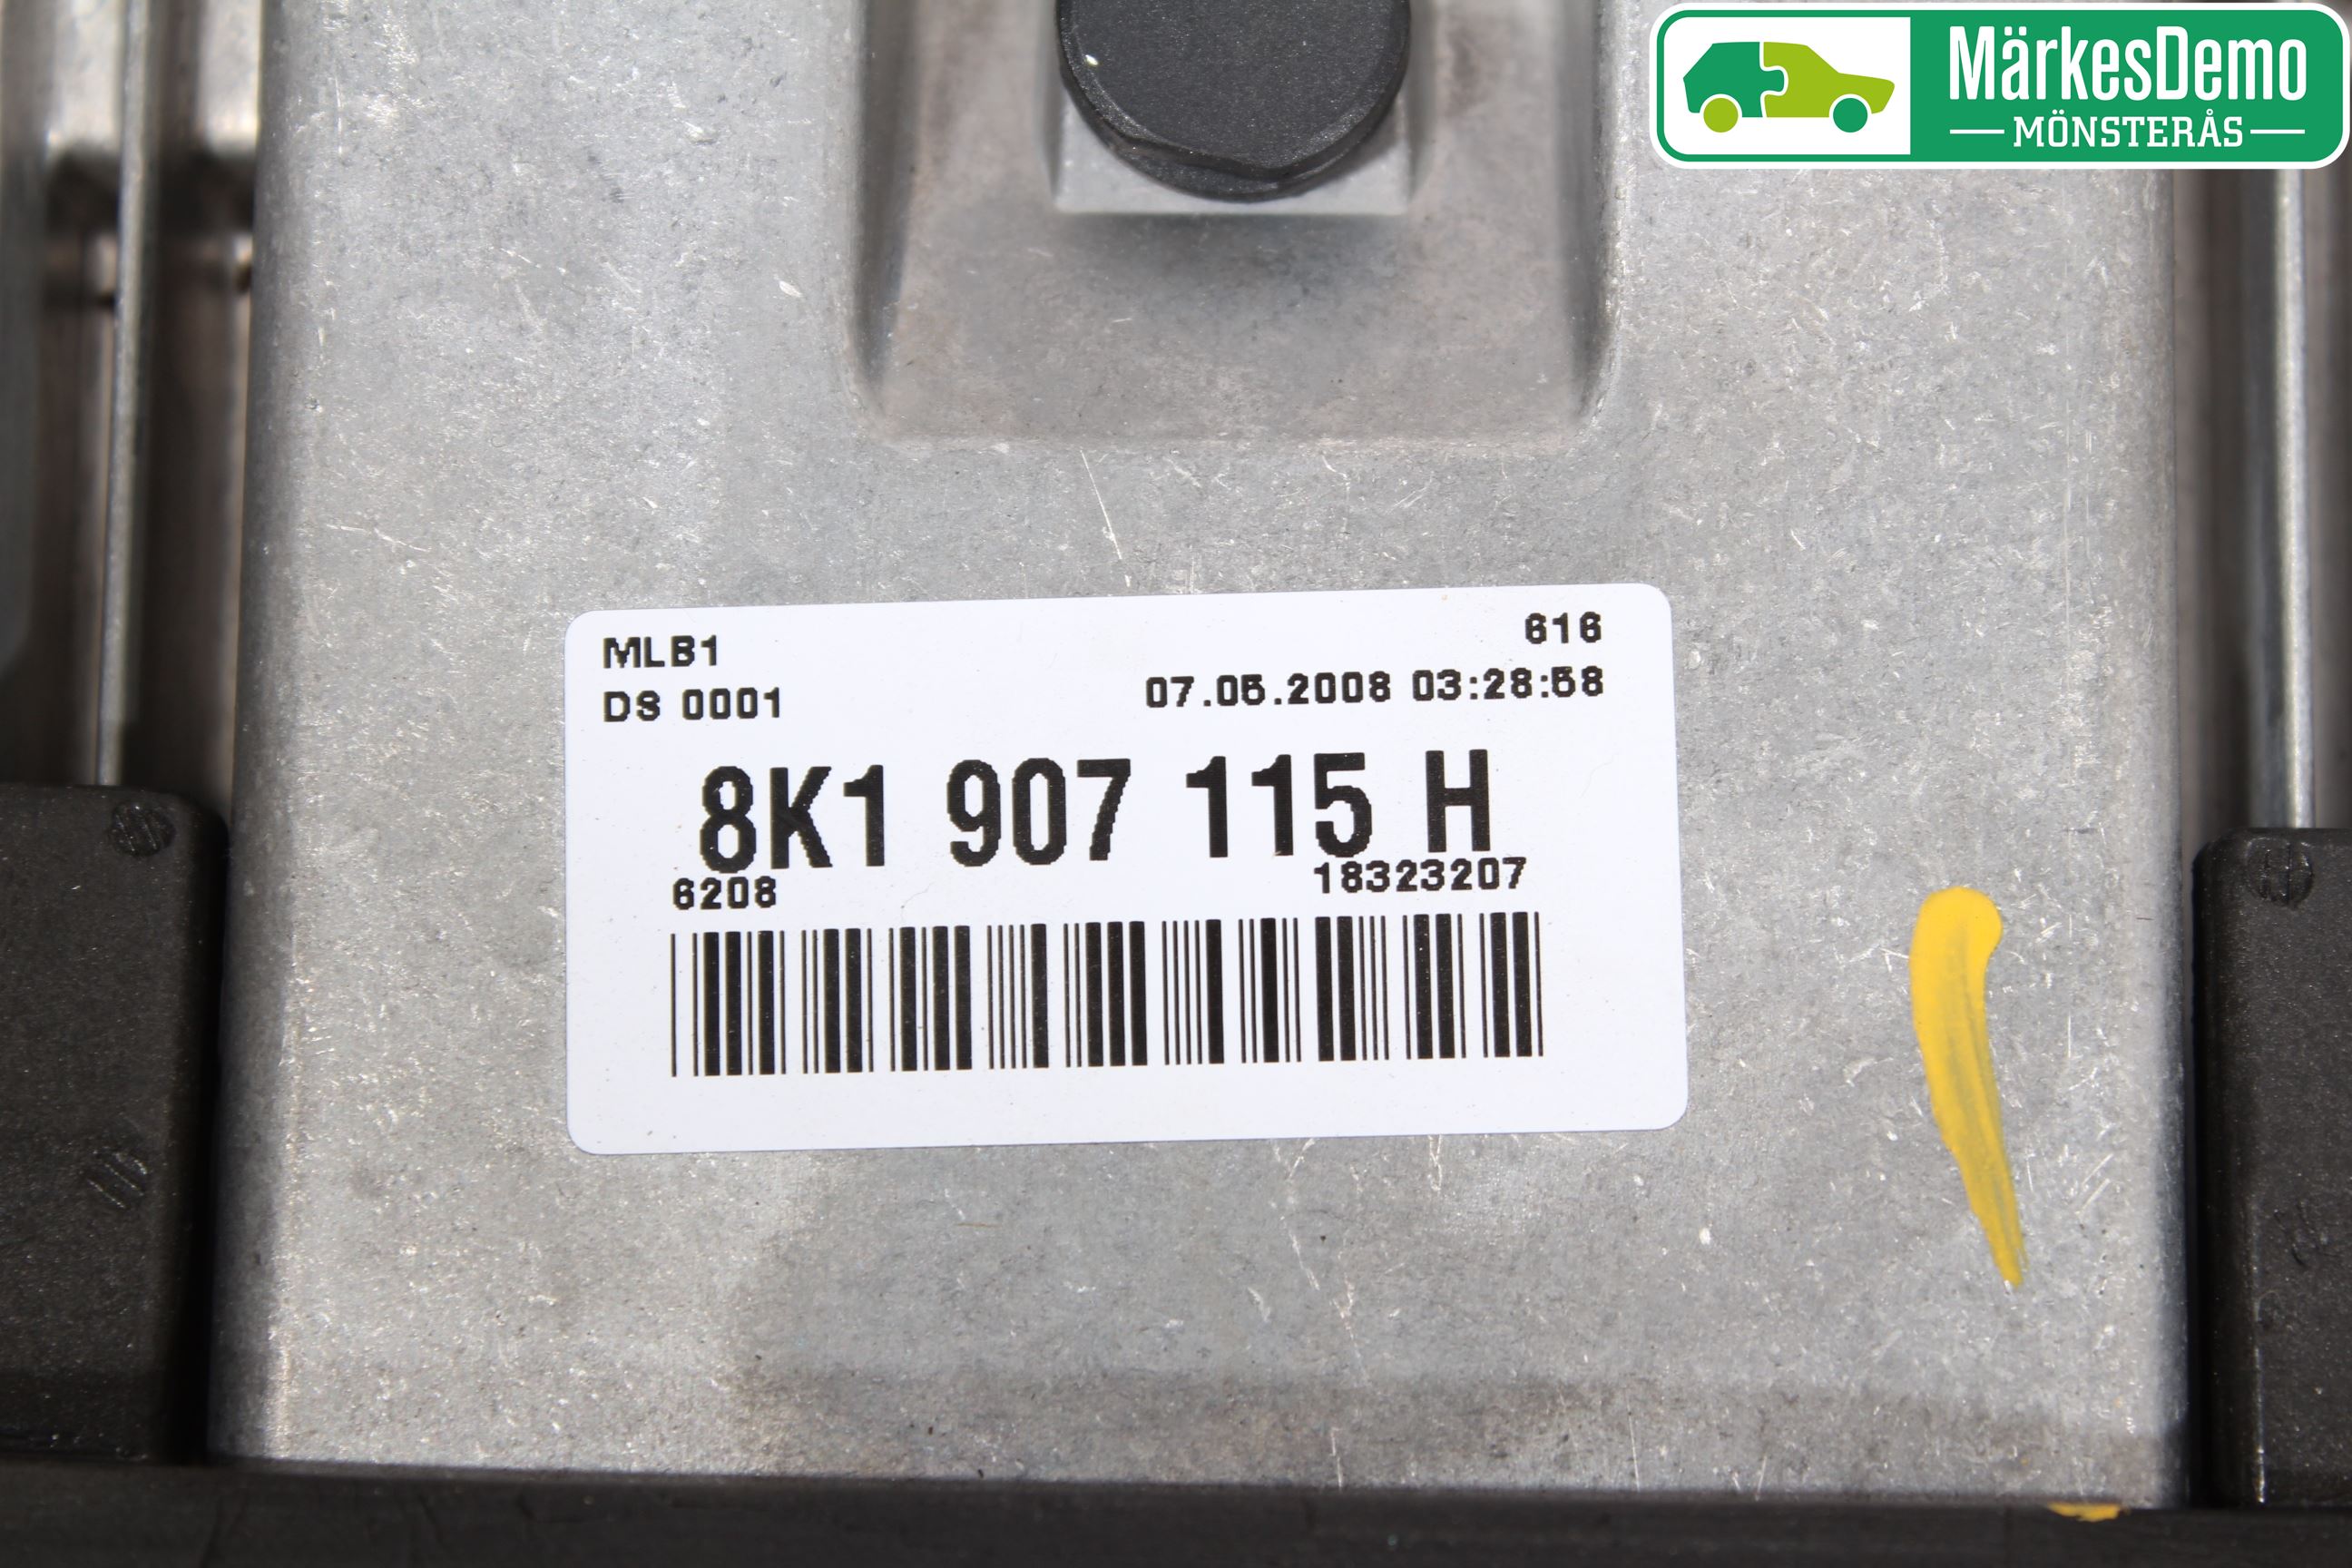 MärkesDemo
MÖNSTERÅS
MLB1
616
DS 0001
07.05.2008 03:28:58
8K1 907 115 H
6208
18323207